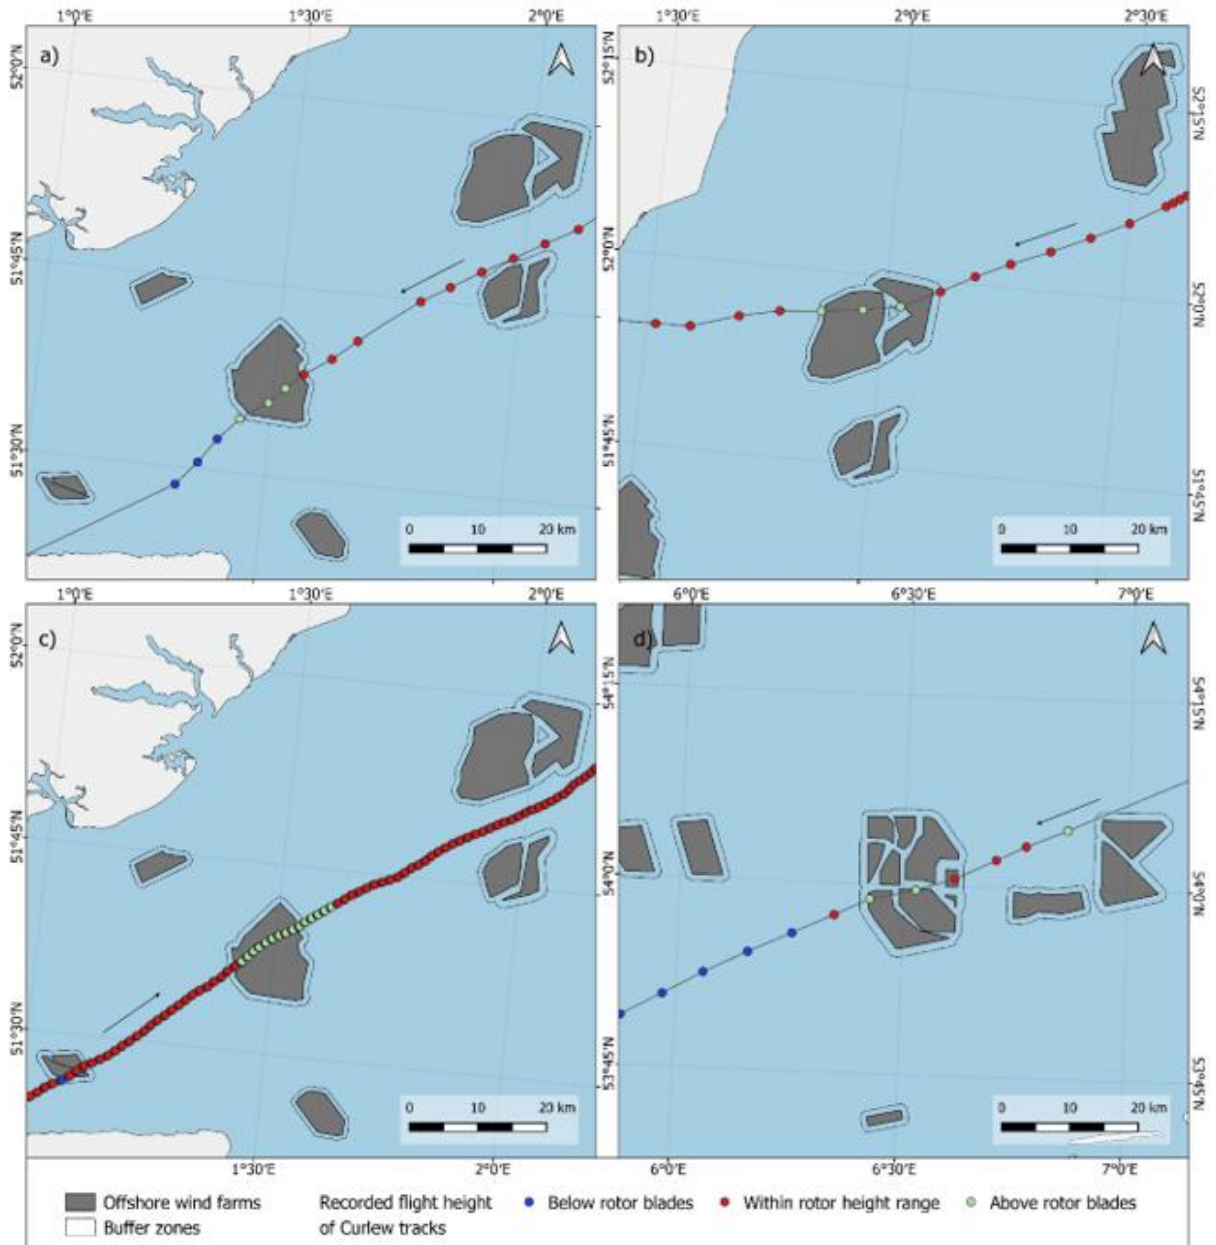 1°0'E 1°30'E 2°0'E
1°30'E 2°0'E 2°30'E
a)
b)
52°0'N
51°45'N
51°30'N
52°15'N
52°0'N
51°45'N
52°15'N
52°0'N
51°45'N
0 10 20 km
0 10 20 km
1°0'E 1°30'E 2°0'E
6°0'E 6°30'E 7°0'E
c)
d)
52°0'N
51°45'N
51°30'N
54°15'N
54°0'N
53°45'N
54°15'N
54°0'N
53°45'N
0 10 20 km
0 10 20 km
1°30'E 2°0'E
6°0'E 6°30'E 7°0'E
Offshore wind farms
Buffer zones
Recorded flight height
of Curlew tracks
Below rotor blades
Within rotor height range
Above rotor blades